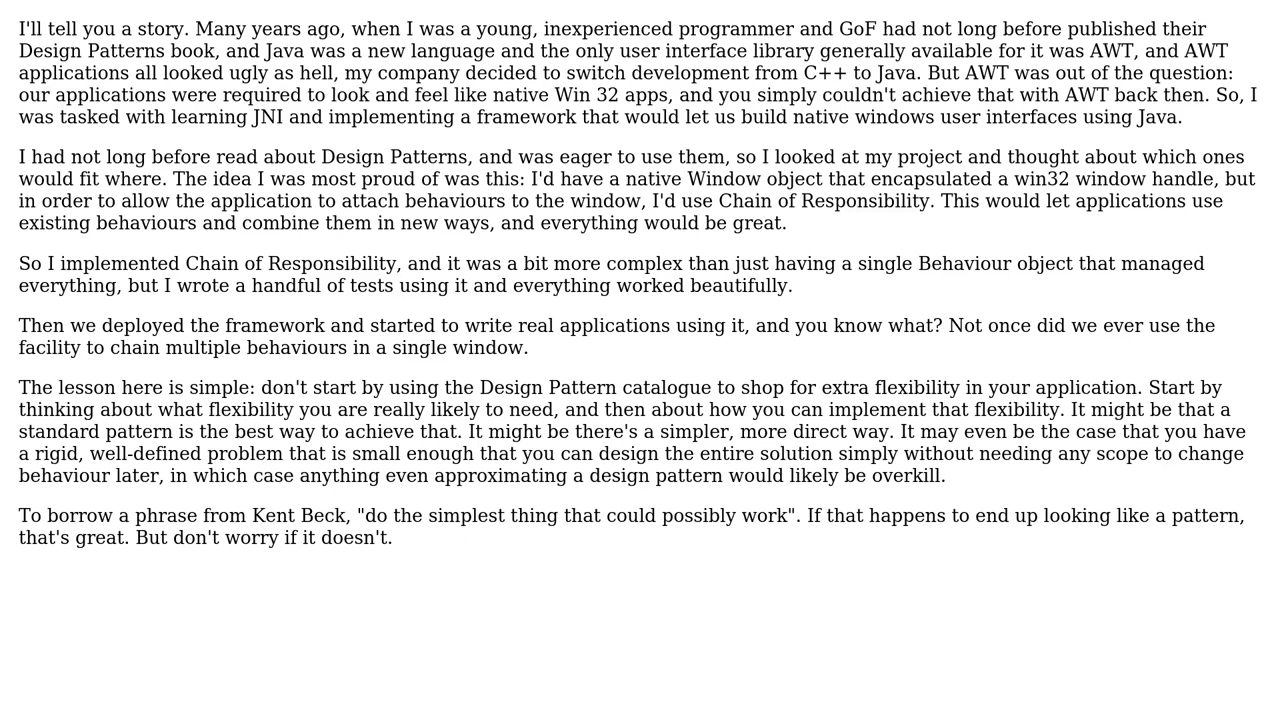 I'll tell you a story. Many years ago, when I was a young, inexperienced programmer and GoF had not long before published their
Design Patterns book, and Java was a new language and the only user interface library generally available for it was AWT, and AWT
applications all looked ugly as hell, my company decided to switch development from C++ to Java. But AWT was out of the question:
our applications were required to look and feel like native Win 32 apps, and you simply couldn't achieve that with AWT back then. So, I
was tasked with learning JNI and implementing a framework that would let us build native windows user interfaces using Java.
I had not long before read about Design Patterns, and was eager to use them, so I looked at my project and thought about which ones
would fit where. The idea I was most proud of was this: I'd have a native Window object that encapsulated a win32 window handle, but
in order to allow the application to attach behaviours to the window, I'd use Chain of Responsibility. This would let applications use
existing behaviours and combine them in new ways, and everything would be great.
So I implemented Chain of Responsibility, and it was a bit more complex than just having a single Behaviour object that managed
everything, but I wrote a handful of tests using it and everything worked beautifully.
Then we deployed the framework and started to write real applications using it, and you know what? Not once did we ever use the
facility to chain multiple behaviours in a single window.
The lesson here is simple: don't start by using the Design Pattern catalogue to shop for extra flexibility in your application. Start by
thinking about what flexibility you are really likely to need, and then about how you can implement that flexibility. It might be that a
standard pattern is the best way to achieve that. It might be there's a simpler, more direct way. It may even be the case that you have
a rigid, well-defined problem that is small enough that you can design the entire solution simply without needing any scope to change
behaviour later, in which case anything even approximating a design pattern would likely be overkill.
To borrow a phrase from Kent Beck, "do the simplest thing that could possibly work". If that happens to end up looking like a pattern,
that's great. But don't worry if it doesn't.